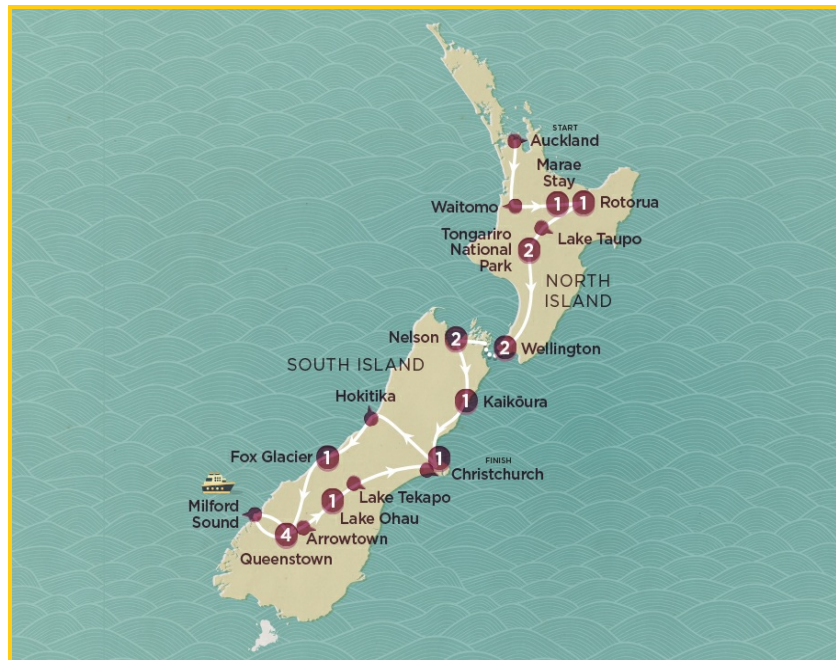 START
Auckland
Marae
Stay
1
1
Rotorua
Waitomo
Lake Taupo
Tongariro
National
Park
2
NORTH
ISLAND
Nelson
2
2
Wellington
SOUTH ISLAND
Hokitika
1
Kaikōura
Fox Glacier
1
1
FINISH
Christchurch
Lake Tekapo
1
Lake Ohau
Milford
Sound
4
Arrowtown
Queenstown